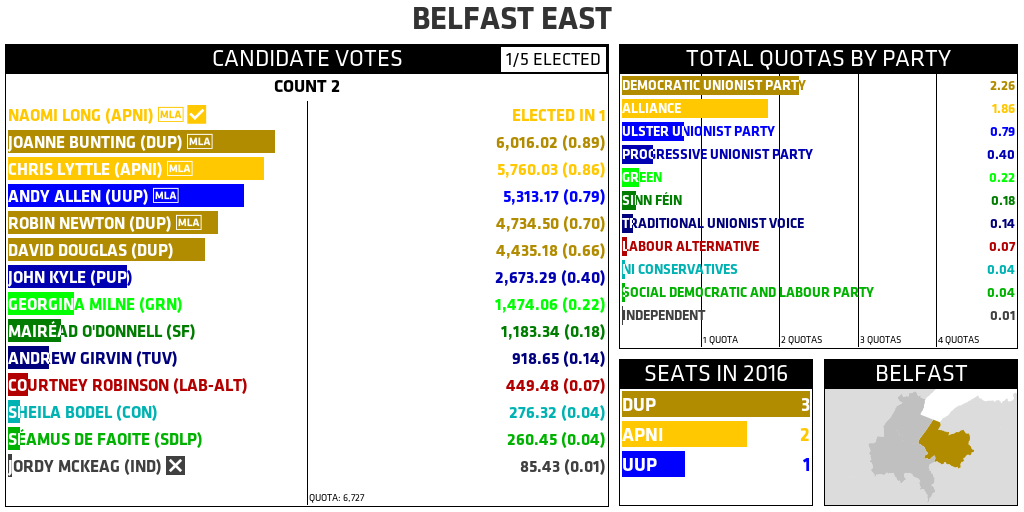 BELFAST EAST
CANDIDATE VOTES 1/5 ELECTED
COUNT 2
NAOMI LONG (APNI) MLA ELECTED IN 1
JOANNE BUNTING (DUP) MLA 6,016.02 (0.89)
CHRIS LYTTLE (APNI) MLA 5,760.03 (0.86)
ANDY ALLEN (UUP) MLA 5,313.17 (0.79)
ROBIN NEWTON (DUP) MLA 4,734.50 (0.70)
DAVID DOUGLAS (DUP) 4,435.18 (0.66)
JOHN KYLE (PUP) 2,673.29 (0.40)
GEORGINA MILNE (GRN) 1,474.06 (0.22)
MAIRÉAD O'DONNELL (SF) 1,183.34 (0.18)
ANDREW GIRVIN (TUV) 918.65 (0.14)
COURTNEY ROBINSON (LAB-ALT) 449.48 (0.07)
SHEILA BODEL (CON) 276.32 (0.04)
SÉAMUS DE FAOITE (SDLP) 260.45 (0.04)
JORDY MCKEAG (IND) 85.43 (0.01)
QUOTA: 6,727
TOTAL QUOTAS BY PARTY
DEMOCRATIC UNIONIST PARTY 2.26
ALLIANCE 1.86
ULSTER UNIONIST PARTY 0.79
PROGRESSIVE UNIONIST PARTY 0.40
GREEN 0.22
SINN FÉIN 0.18
TRADITIONAL UNIONIST VOICE 0.14
LABOUR ALTERNATIVE 0.07
NI CONSERVATIVES 0.04
SOCIAL DEMOCRATIC AND LABOUR PARTY 0.04
INDEPENDENT 0.01
1 QUOTA 2 QUOTAS 3 QUOTAS 4 QUOTAS
SEATS IN 2016
DUP 3
APNI 2
UUP 1
BELFAST